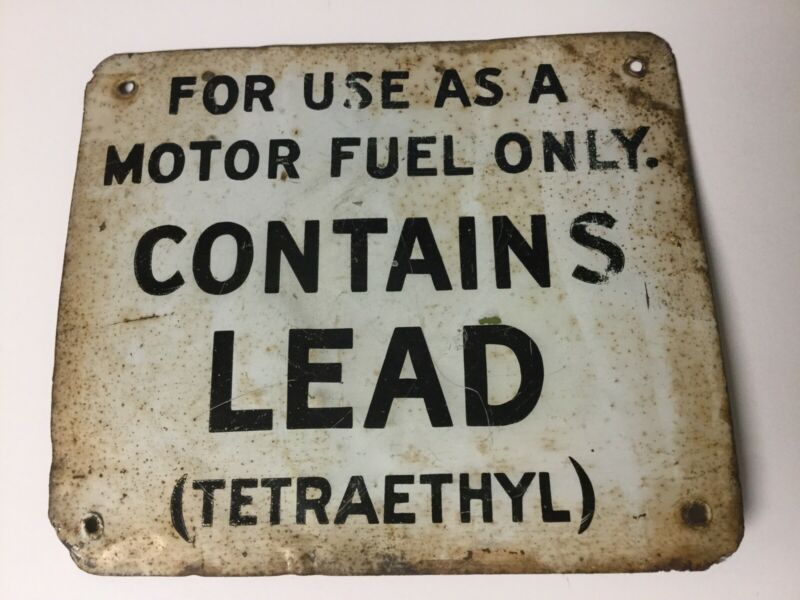 FOR USE AS A
MOTOR FUEL ONLY.
CONTAINS
LEAD
(TETRAETHYL)